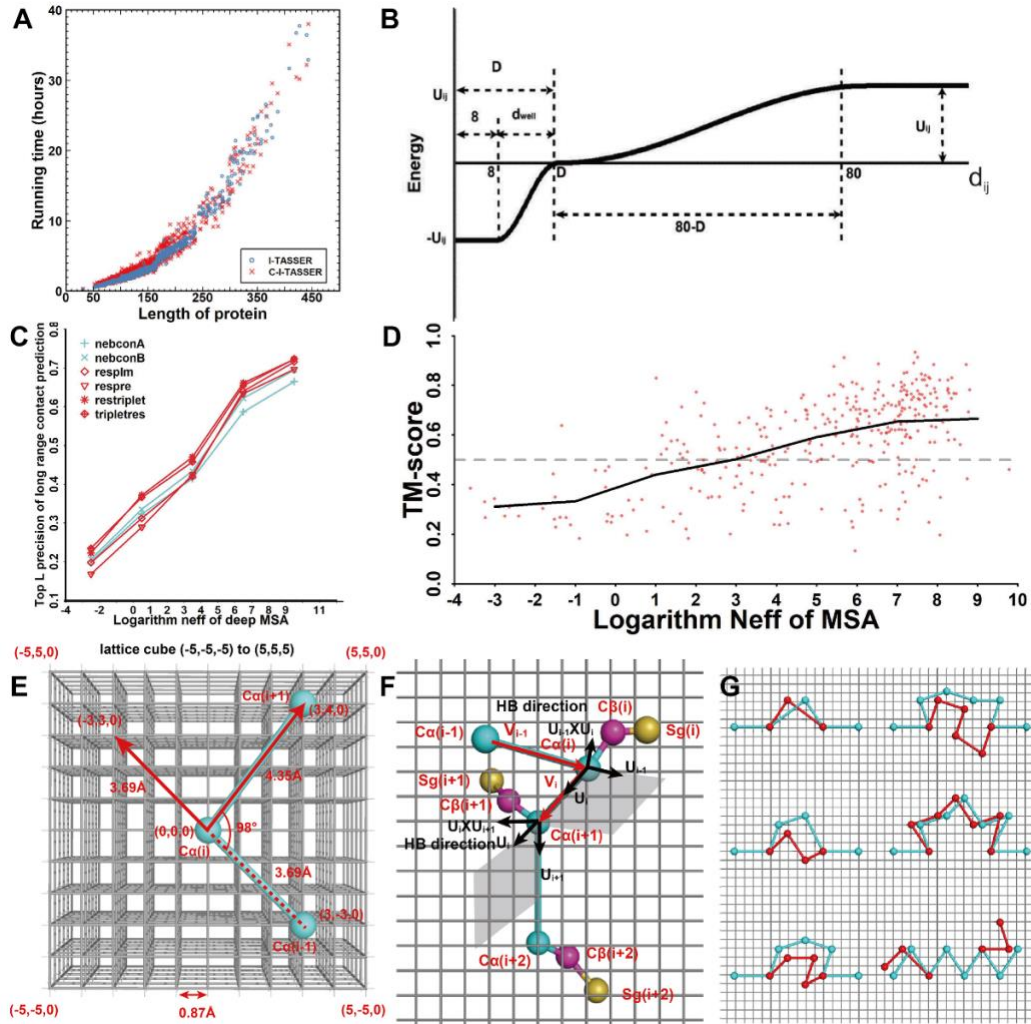 A
Running time (hours)
40
30
20
10
0
0
50
150
250
350
450
I-TASSER
C-I-TASSER
Length of protein
B
Energy
D
Uij
8
dwell
8
D
80
dij
Uij
80-D
-Uij
C
Top L precision of long range contact prediction
0.8
0.7
0.6
0.5
0.4
0.3
0.2
0.1
nebconA
nebconB
resplm
respre
restriplet
tripletres
-4 -2 0 1 3 4 6 7 9 11
Logarithm neff of deep MSA
D
TM-score
1.0
0.8
0.6
0.4
0.2
0.0
-4 -3 -2 -1 0 1 2 3 4 5 6 7 8 9 10
Logarithm Neff of MSA
(-5,5,0)
lattice cube (-5,-5,-5) to (5,5,5)
(5,5,0)
E
Cα(i+1)
(3,4,0)
(-3,3,0)
4.35Å
3.69Å
(0,0,0)
98°
Cα(i)
3.69Å
(3,-3,0)
Cα(i-1)
(-5,-5,0)
0.87Å
(5,-5,0)
F
HB direction
Cβ(i)
Cα(i-1)
Vi-1
Ui-1XUi
Sg(i)
Cα(i)
Ui-1
Sg(i+1)
Vi
Ui
Cβ(i+1)
UiXUi+1
Cα(i+1)
HB direction
Ui
Ui+1
Cα(i+2)
Cβ(i+2)
Sg(i+2)
G